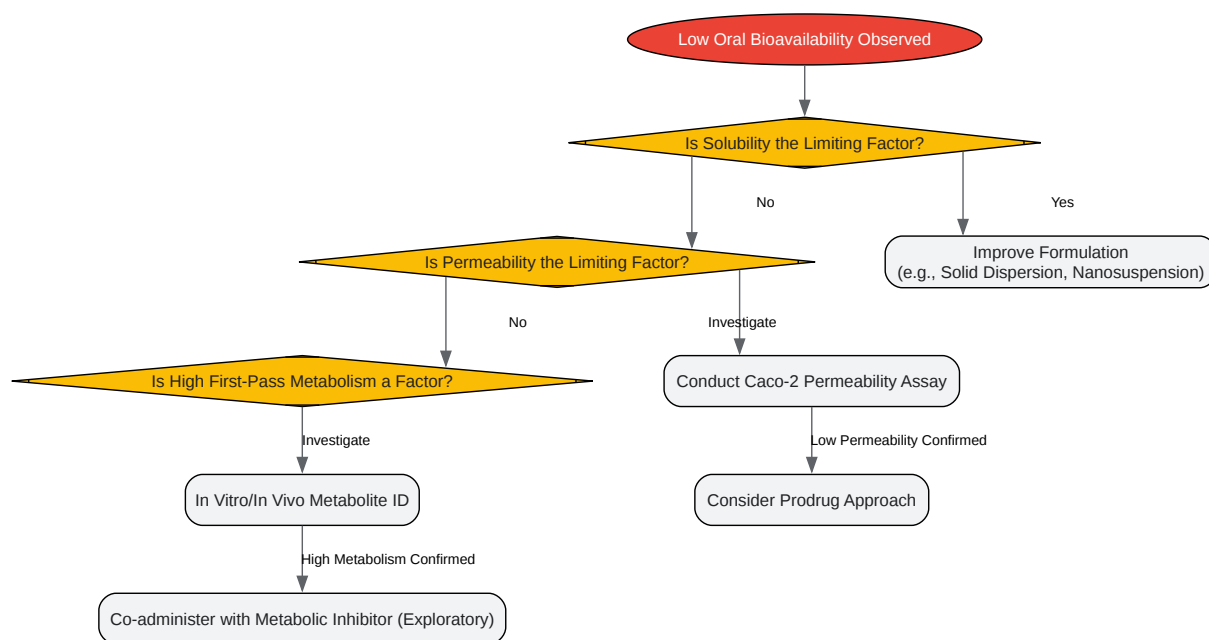 Low Oral Bioavailability Observed
Is Solubility the Limiting Factor?
No
Yes
Improve Formulation
(e.g., Solid Dispersion, Nanosuspension)
Is Permeability the Limiting Factor?
No
Investigate
Is High First-Pass Metabolism a Factor?
Conduct Caco-2 Permeability Assay
Investigate
Low Permeability Confirmed
In Vitro/In Vivo Metabolite ID
Consider Prodrug Approach
High Metabolism Confirmed
Co-administer with Metabolic Inhibitor (Exploratory)